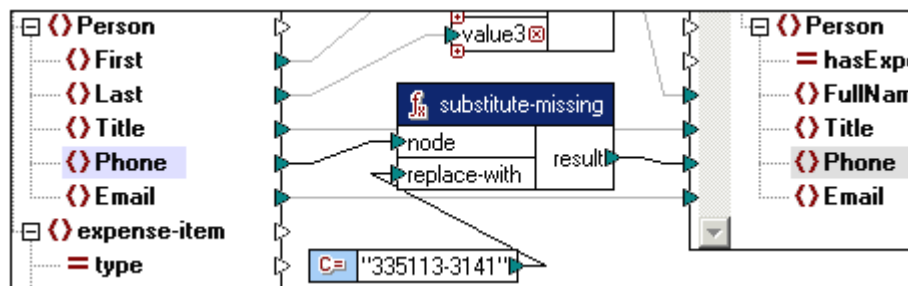 Person
First
Last
Title
Phone
Email
expense-item
type
value3
substitute-missing
node
replace-with
result
C= "335113-3141"
Person
= hasExpe
FullNam
Title
Phone
Email